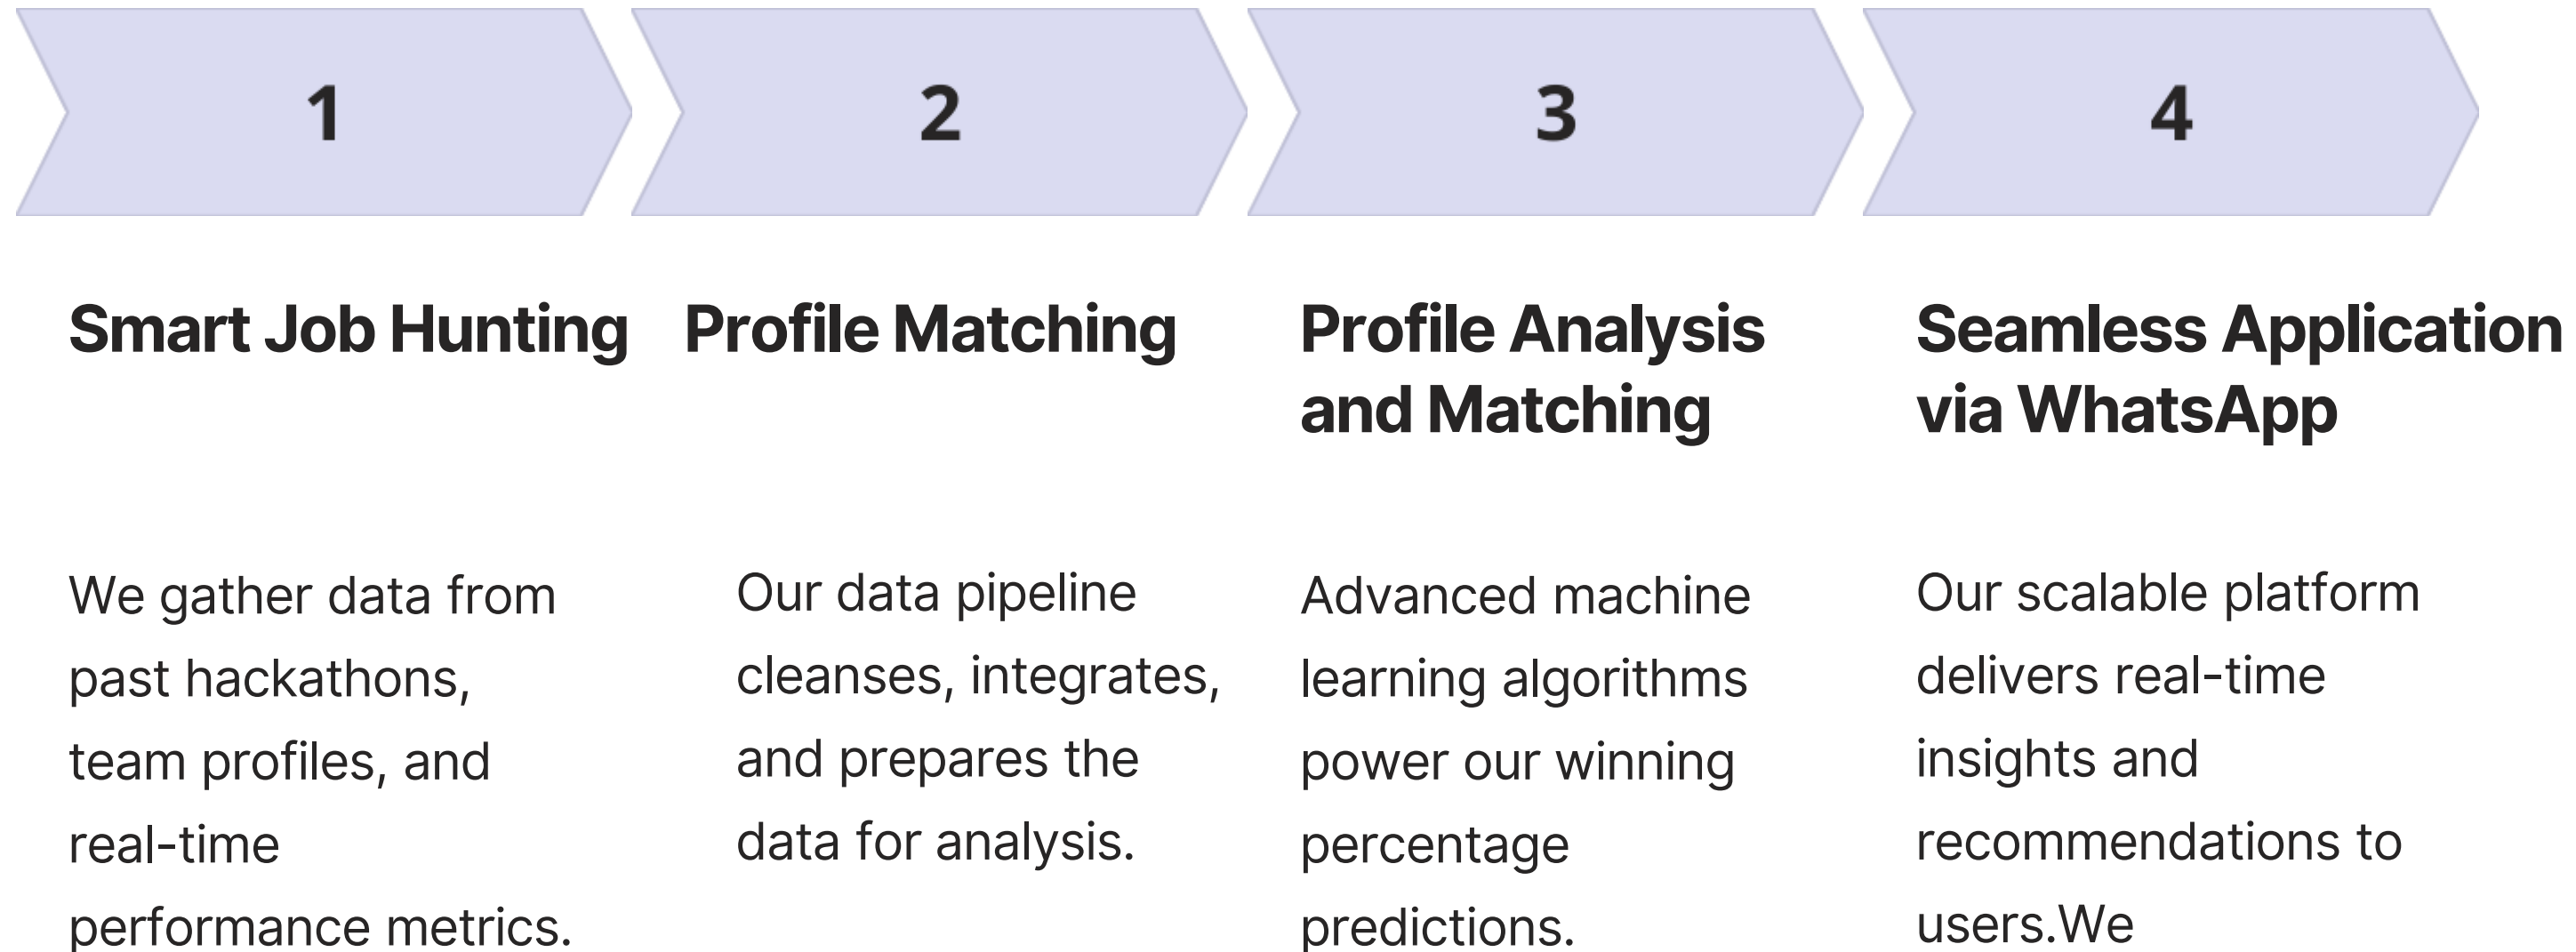 1
2
3
4
Smart Job Hunting
Profile Matching
Profile Analysis
and Matching
Seamless Application
via WhatsApp
We gather data from
past hackathons,
team profiles, and
real-time
performance metrics.
Our data pipeline
cleanses, integrates,
and prepares the
data for analysis.
Advanced machine
learning algorithms
power our winning
percentage
predictions.
Our scalable platform
delivers real-time
insights and
recommendations to
users.We